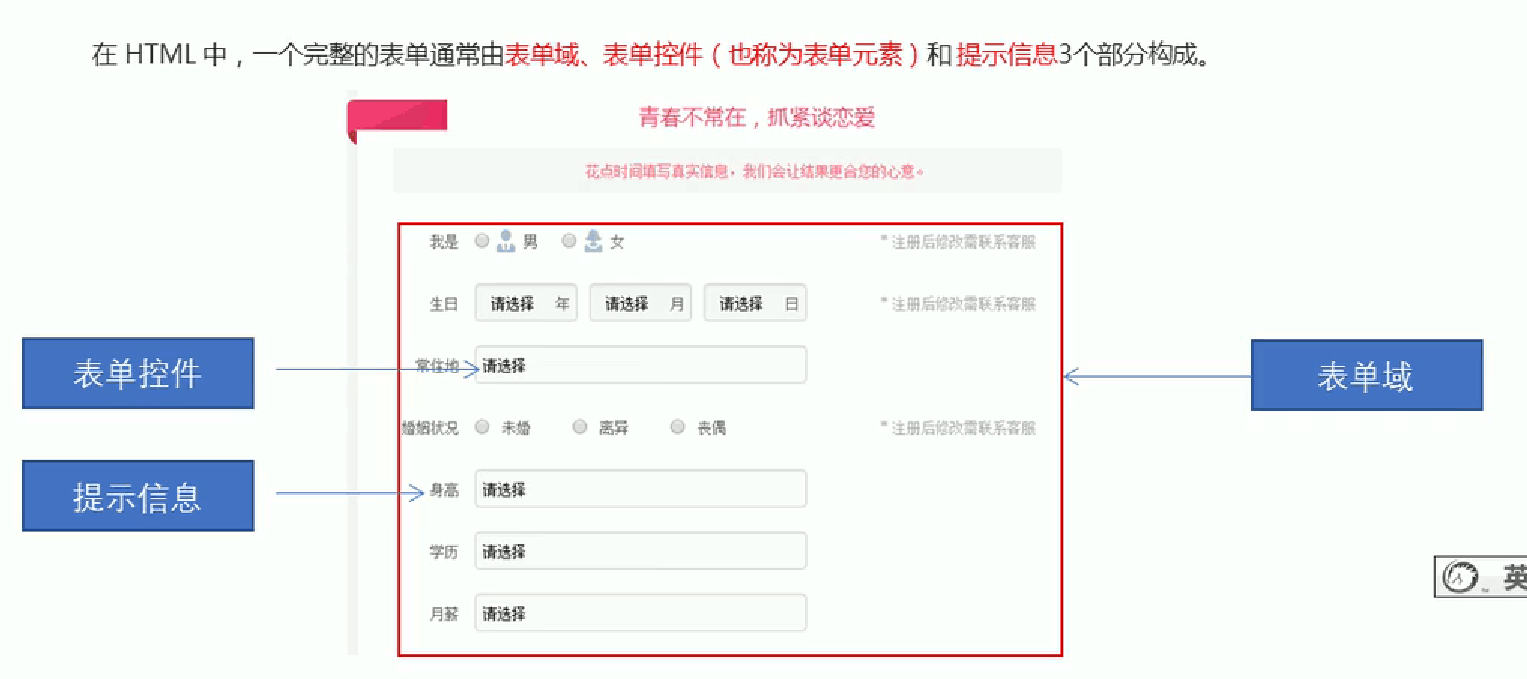 在 HTML 中，一个完整的表单通常由表单域、表单控件（也称为表单元素）和 提示信息3个部分构成。
青春不常在，抓紧谈恋爱
花点时间填写真实信息，我们会让结果更合您的心意。
我是 男 女 * 注册后修改需联系客服
生日 请选择 年 请选择 月 请选择 日 * 注册后修改需联系客服
表单控件 常住地 请选择 表单域
婚姻状况 未婚 离异 丧偶 * 注册后修改需联系客服
提示信息 身高 请选择
学历 请选择
英
月薪 请选择